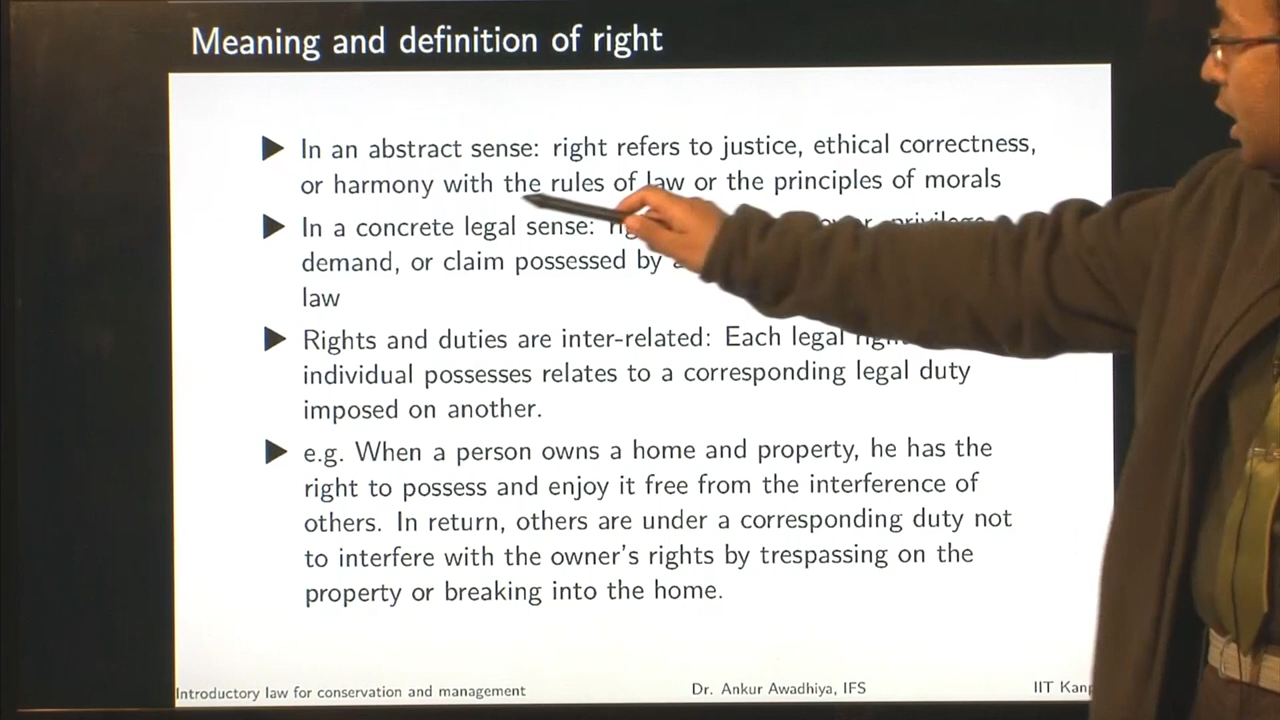 Meaning and definition of right
▶ In an abstract sense: right refers to justice, ethical correctness,
or harmony with the rules of law or the principles of morals
▶ In a concrete legal sense:
demand, or claim possessed by
law
▶ Rights and duties are inter-related: Each legal
individual possesses relates to a corresponding legal duty
imposed on another.
▶ e.g. When a person owns a home and property, he has the
right to possess and enjoy it free from the interference of
others. In return, others are under a corresponding duty not
to interfere with the owner's rights by trespassing on the
property or breaking into the home.
Introductory law for conservation and management Dr. Ankur Awadhiya, IFS IIT